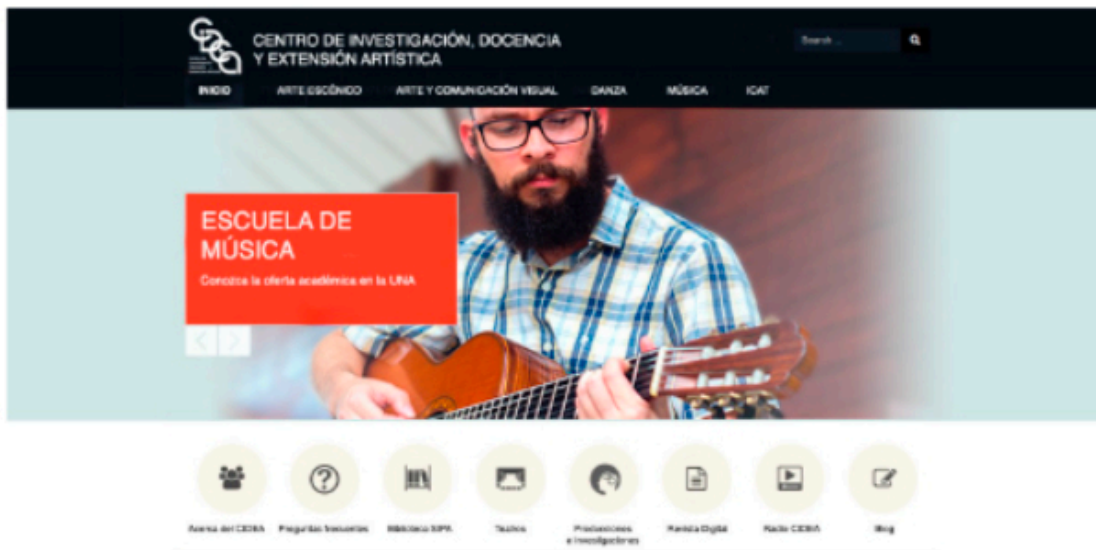 CENTRO DE INVESTIGACIÓN, DOCENCIA
Y EXTENSIÓN ARTÍSTICA
Search ...
INICIO ARTE ESCÉNICO ARTE Y COMUNICACIÓN VISUAL DANZA MÚSICA ICAT
ESCUELA DE
MÚSICA
Conozca la oferta académica en la UNA
Acerca del CIDEA Preguntas frecuentes Biblioteca SIPA Teatros Producciones Revista Digital Radio CIDEA Blog
e investigaciones